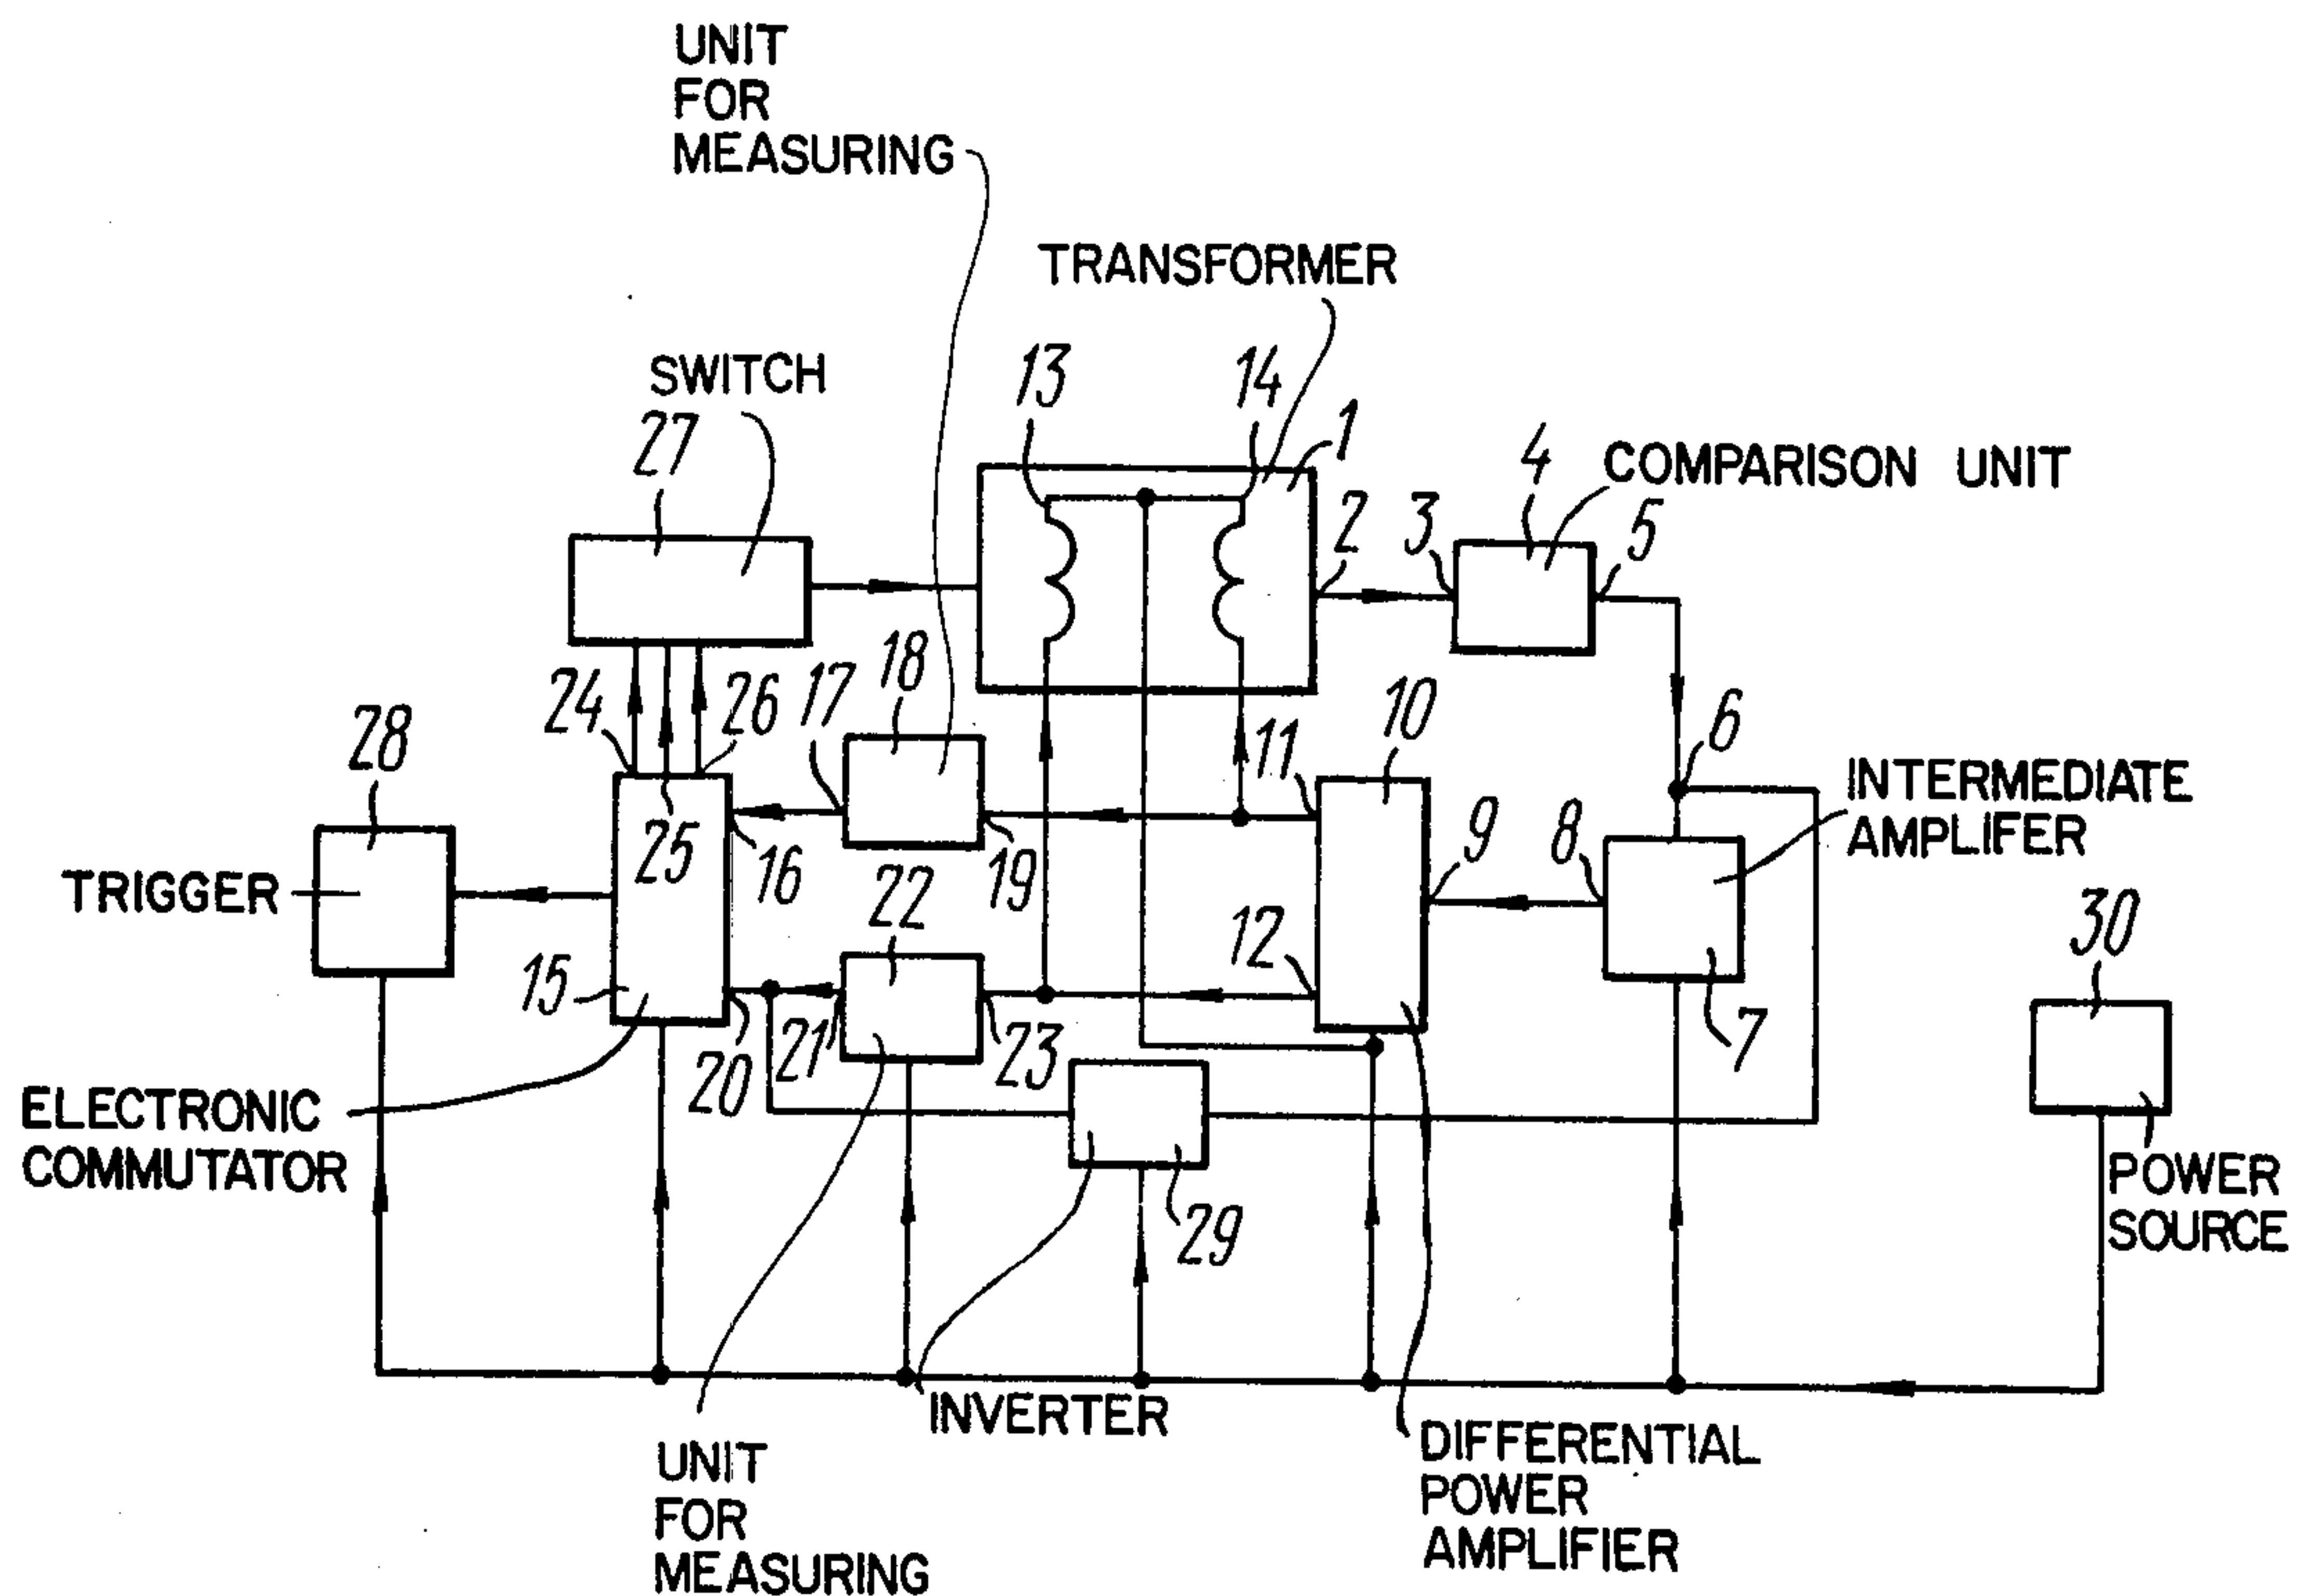 UNIT
FOR
MEASURING
TRANSFORMER
SWITCH
27
13
14
1
2
3
4
COMPARISON UNIT
5
24
26
17
18
11
10
6
INTERMEDIATE
AMPLIFER
28
25
16
19
9
8
TRIGGER
22
12
30
15
20
21
23
7
ELECTRONIC
COMMUTATOR
29
POWER
SOURCE
INVERTER
DIFFERENTIAL
POWER
AMPLIFIER
UNIT
FOR
MEASURING